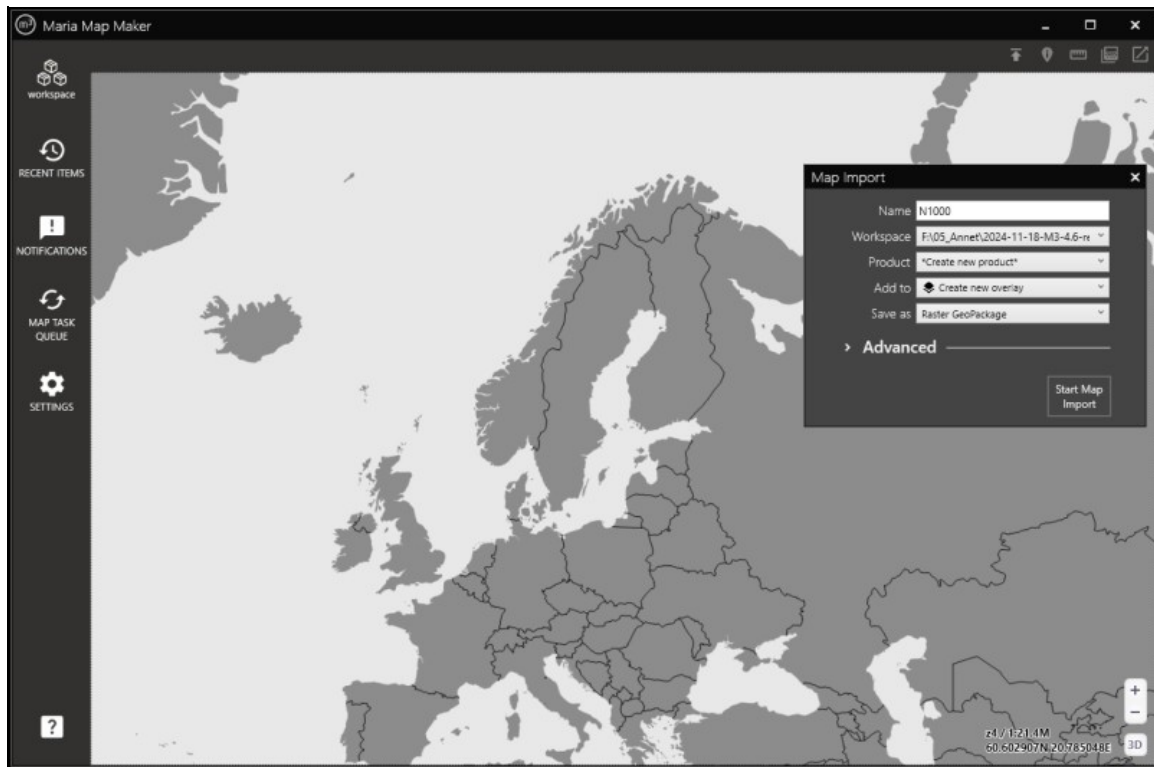 m³ Maria Map Maker
workspace
RECENT ITEMS
NOTIFICATIONS
MAP TASK
QUEUE
SETTINGS
?
Map Import
Name N1000
Workspace F:\05_Annet\2024-11-18-M3-4.6-re
Product *Create new product*
Add to Create new overlay
Save as Raster GeoPackage
Advanced
Start Map
Import
z4 / 1:21.4M
60.602907N 20.785048E
+
−
3D